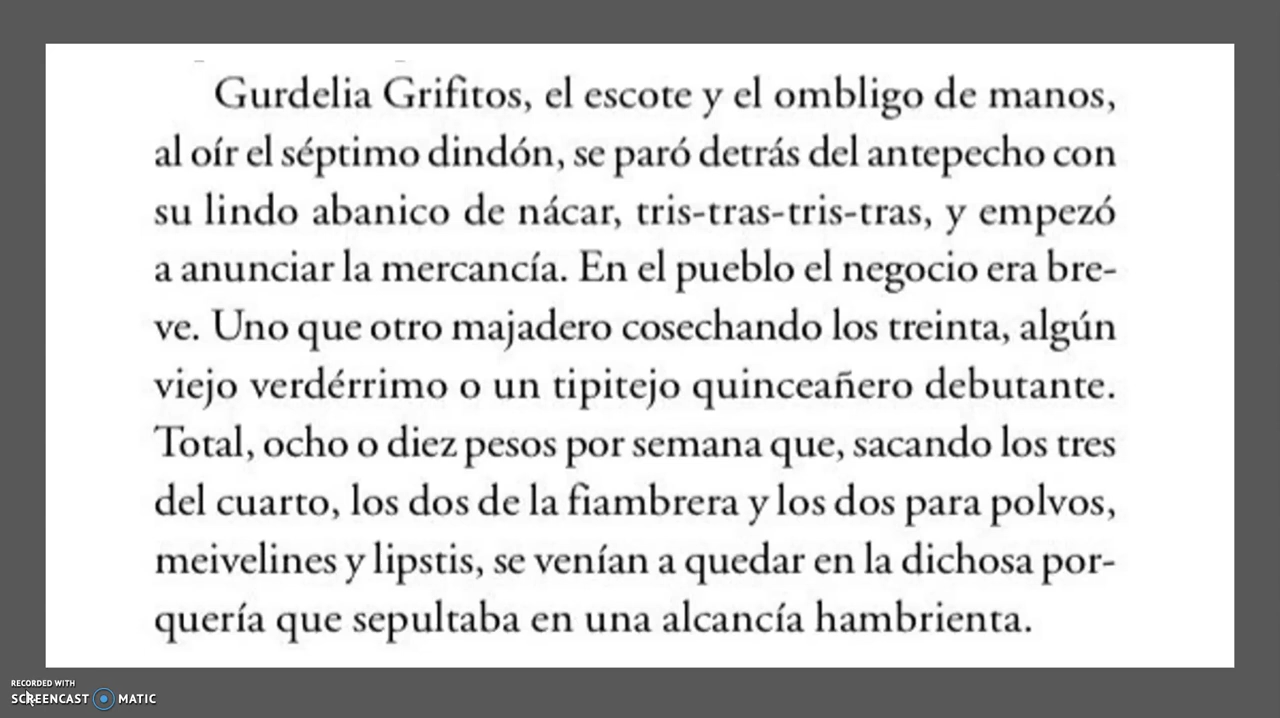 Gurdelia Grifitos, el escote y el ombligo de manos,
al oír el séptimo dindón, se paró detrás del antepecho con
su lindo abanico de nácar, tris-tras-tris-tras, y empezó
a anunciar la mercancía. En el pueblo el negocio era bre-
ve. Uno que otro majadero cosechando los treinta, algún
viejo verdérrimo o un tipitejo quinceañero debutante.
Total, ocho o diez pesos por semana que, sacando los tres
del cuarto, los dos de la fiambrera y los dos para polvos,
meivelines y lipstis, se venían a quedar en la dichosa por-
quería que sepultaba en una alcancía hambrienta.
RECORDED WITH
SCREENCAST MATIC